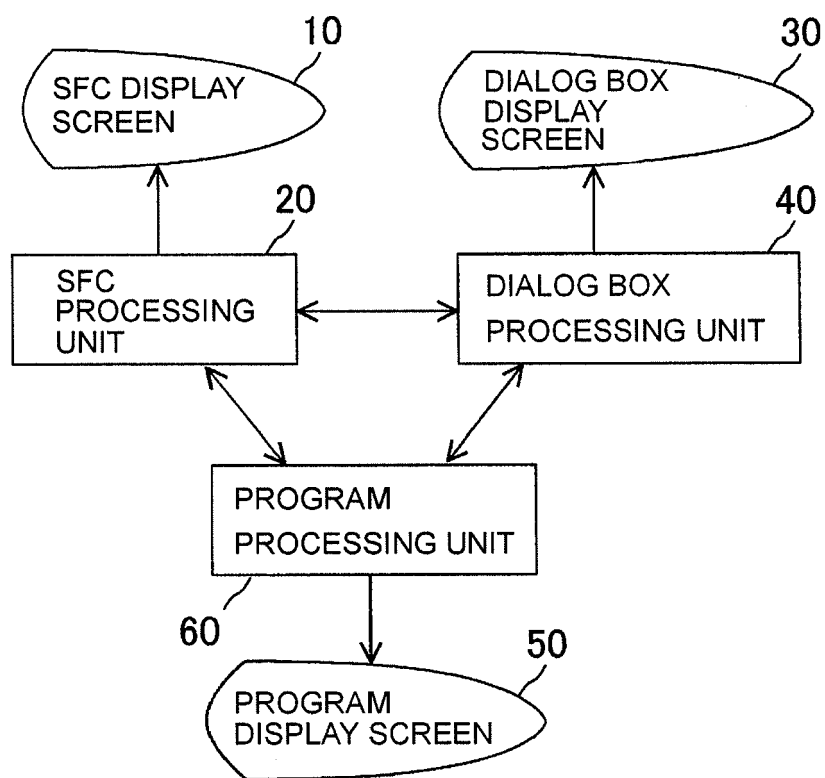 10
SFC DISPLAY
SCREEN
30
DIALOG BOX
DISPLAY
SCREEN
20
SFC
PROCESSING
UNIT
40
DIALOG BOX
PROCESSING UNIT
PROGRAM
PROCESSING UNIT
60
50
PROGRAM
DISPLAY SCREEN